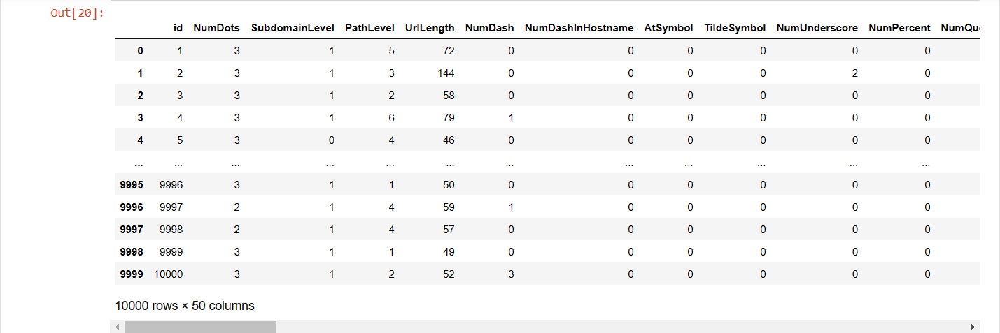 Out[20]:
id NumDots SubdomainLevel PathLevel UrlLength NumDash NumDashInHostname AtSymbol TildeSymbol NumUnderscore NumPercent NumQue
0 1 3 1 5 72 0 0 0 0 0 0
1 2 3 1 3 144 0 0 0 0 2 0
2 3 3 1 2 58 0 0 0 0 0 0
3 4 3 1 6 79 1 0 0 0 0 0
4 5 3 0 4 46 0 0 0 0 0 0
... ... ... ... ... ... ... ... ... ... ... ...
9995 9996 3 1 1 50 0 0 0 0 0 0
9996 9997 2 1 4 59 1 0 0 0 0 0
9997 9998 2 1 4 57 0 0 0 0 0 0
9998 9999 3 1 1 49 0 0 0 0 0 0
9999 10000 3 1 2 52 3 0 0 0 0 0
10000 rows × 50 columns